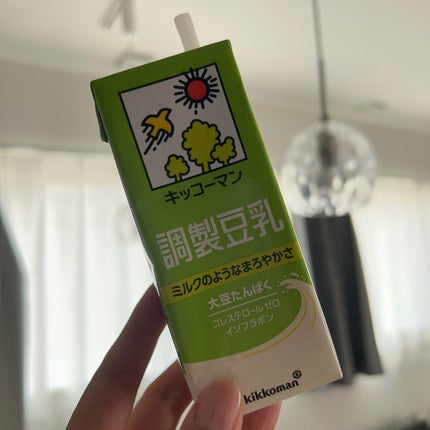 キッコーマン
調製豆乳
ミルクのようなまろやかさ
大豆たんぱく
コレステロールゼロ
イソフラボン
kikkoman®